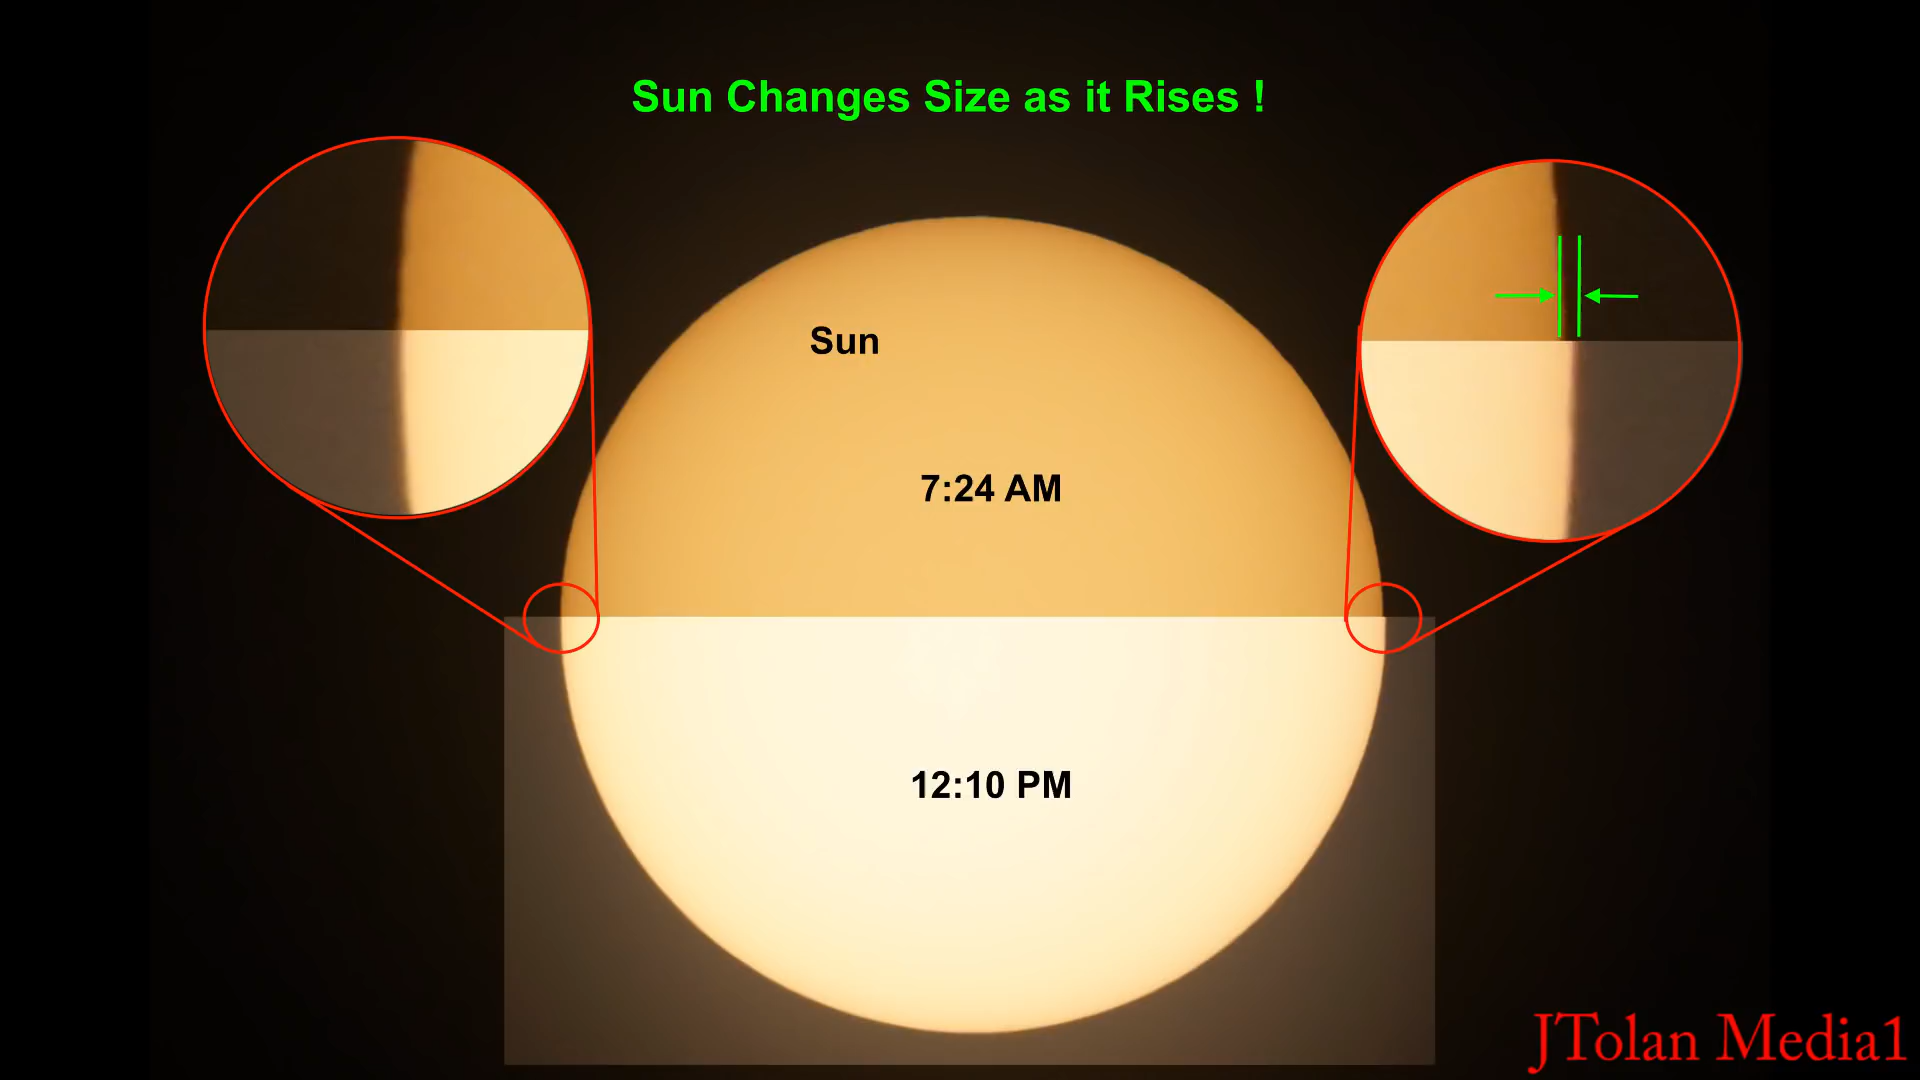 Sun Changes Size as it Rises !
Sun
7:24 AM
12:10 PM
JTolan Media1